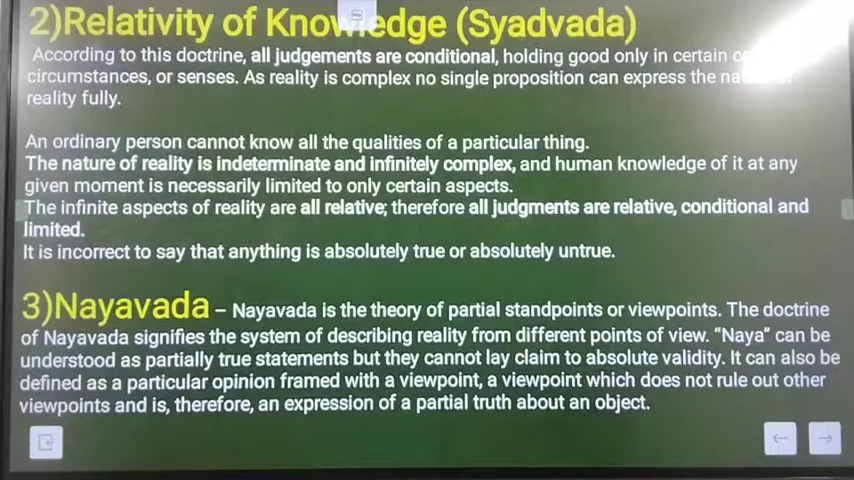 2)Relativity of Knowledge (Syadvada)
According to this doctrine, all judgements are conditional, holding good only in certain
circumstances, or senses. As reality is complex no single proposition can express the
reality fully.
An ordinary person cannot know all the qualities of a particular thing.
The nature of reality is indeterminate and infinitely complex, and human knowledge of it at any
given moment is necessarily limited to only certain aspects.
The infinite aspects of reality are all relative; therefore all judgments are relative, conditional and
limited.
It is incorrect to say that anything is absolutely true or absolutely untrue.
3)Nayavada – Nayavada is the theory of partial standpoints or viewpoints. The doctrine
of Nayavada signifies the system of describing reality from different points of view. “Naya” can be
understood as partially true statements but they cannot lay claim to absolute validity. It can also be
defined as a particular opinion framed with a viewpoint, a viewpoint which does not rule out other
viewpoints and is, therefore, an expression of a partial truth about an object.